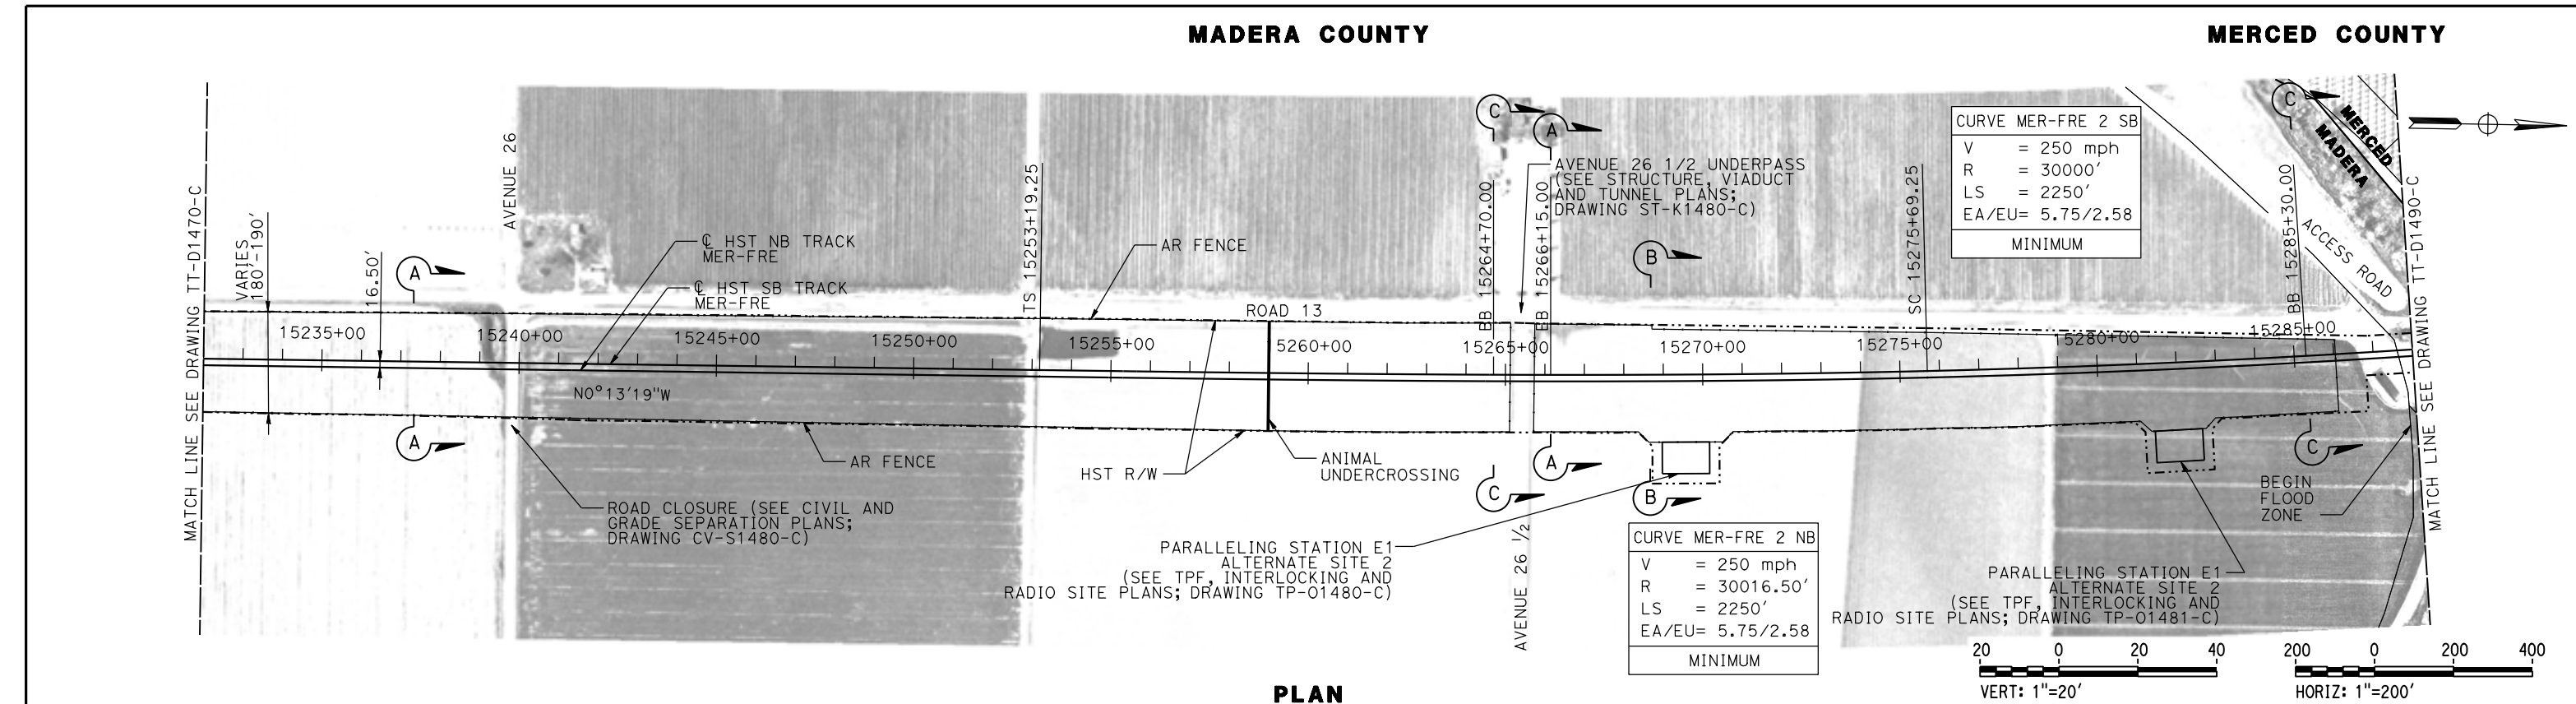 MADERA COUNTY
MERCED COUNTY
MATCH LINE SEE DRAWING TT-D1470-C
VARIES
180'-190'
16.50'
A
AVENUE 26
℄ HST NB TRACK
MER-FRE
℄ HST SB TRACK
MER-FRE
TS 15253+19.25
AR FENCE
ROAD 13
C
A
BB 15264+70.00
EB 15266+15.00
AVENUE 26 1/2 UNDERPASS
(SEE STRUCTURE, VIADUCT
AND TUNNEL PLANS;
DRAWING ST-K1480-C)
B
SC 15275+69.25
CURVE MER-FRE 2 SB
V = 250 mph
R = 30000'
LS = 2250'
EA/EU= 5.75/2.58
MINIMUM
C
MERCED
MADERA
BB 15285+30.00
ACCESS ROAD
MATCH LINE SEE DRAWING TT-D1490-C
15235+00
15240+00
15245+00
15250+00
15255+00
15260+00
15265+00
15270+00
15275+00
15280+00
15285+00
N0°13'19"W
A
AR FENCE
HST R/W
ANIMAL
UNDERCROSSING
A
C
B
C
ROAD CLOSURE (SEE CIVIL AND
GRADE SEPARATION PLANS;
DRAWING CV-S1480-C)
PARALLELING STATION E1
ALTERNATE SITE 2
(SEE TPF, INTERLOCKING AND
RADIO SITE PLANS; DRAWING TP-O1480-C)
AVENUE 26 1/2
CURVE MER-FRE 2 NB
V = 250 mph
R = 30016.50'
LS = 2250'
EA/EU= 5.75/2.58
MINIMUM
BEGIN
FLOOD
ZONE
PARALLELING STATION E1
ALTERNATE SITE 2
(SEE TPF, INTERLOCKING AND
RADIO SITE PLANS; DRAWING TP-O1481-C)
20 0 20 40
VERT: 1"=20'
200 0 200 400
HORIZ: 1"=200'
PLAN